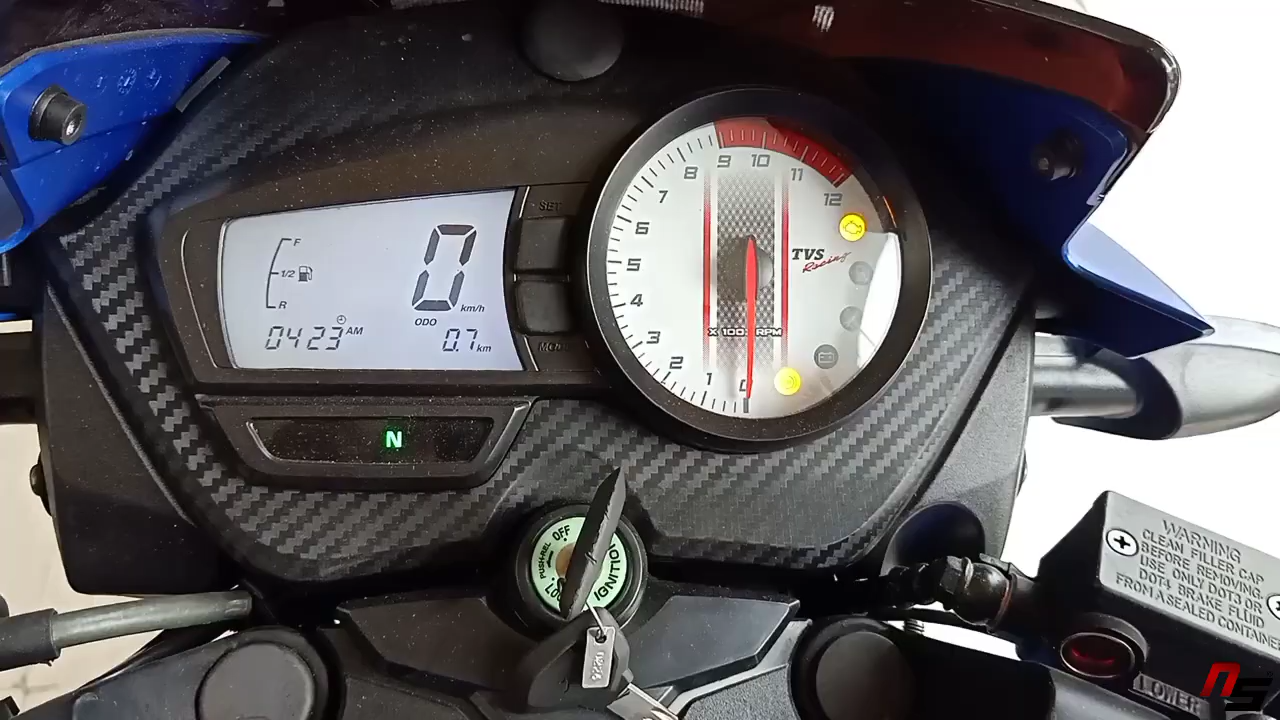 F
1/2
R
0
km/h
0423 AM
ODO
0.7 km
SET
MODE
N
0
1
2
3
4
5
6
7
8
9
10
11
12
TVS
Racing
X 1000 RPM
OFF
PUSH-REL
IGNITION
WARNING
CLEAN FILLER CAP
BEFORE REMOVING.
USE ONLY DOT3 OR
DOT4 BRAKE FLUID
FROM A SEALED CONTAINER
LOWER